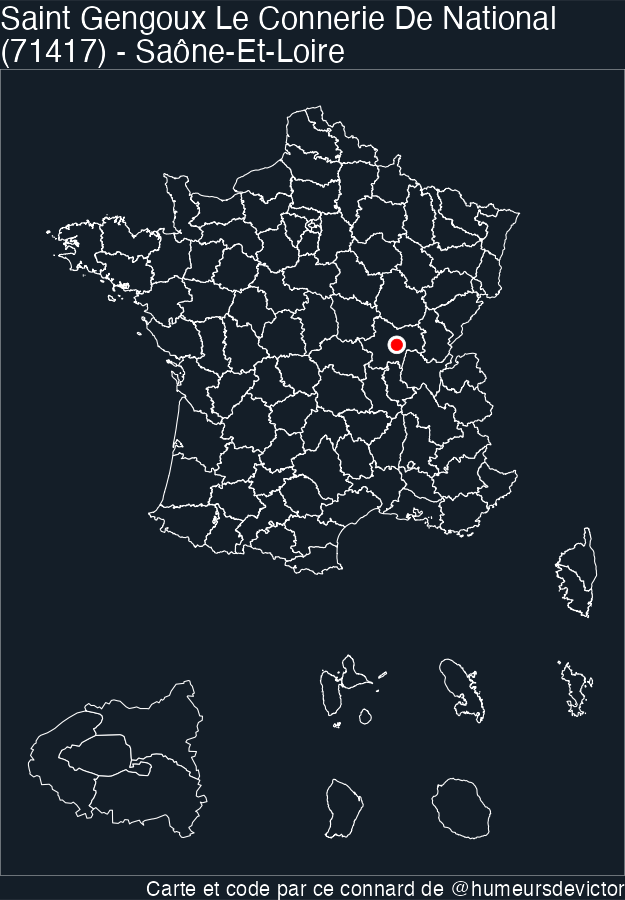 Saint Gengoux Le Connerie De National
(71417) - Saône-Et-Loire
Carte et code par ce connard de @humeursdevictor